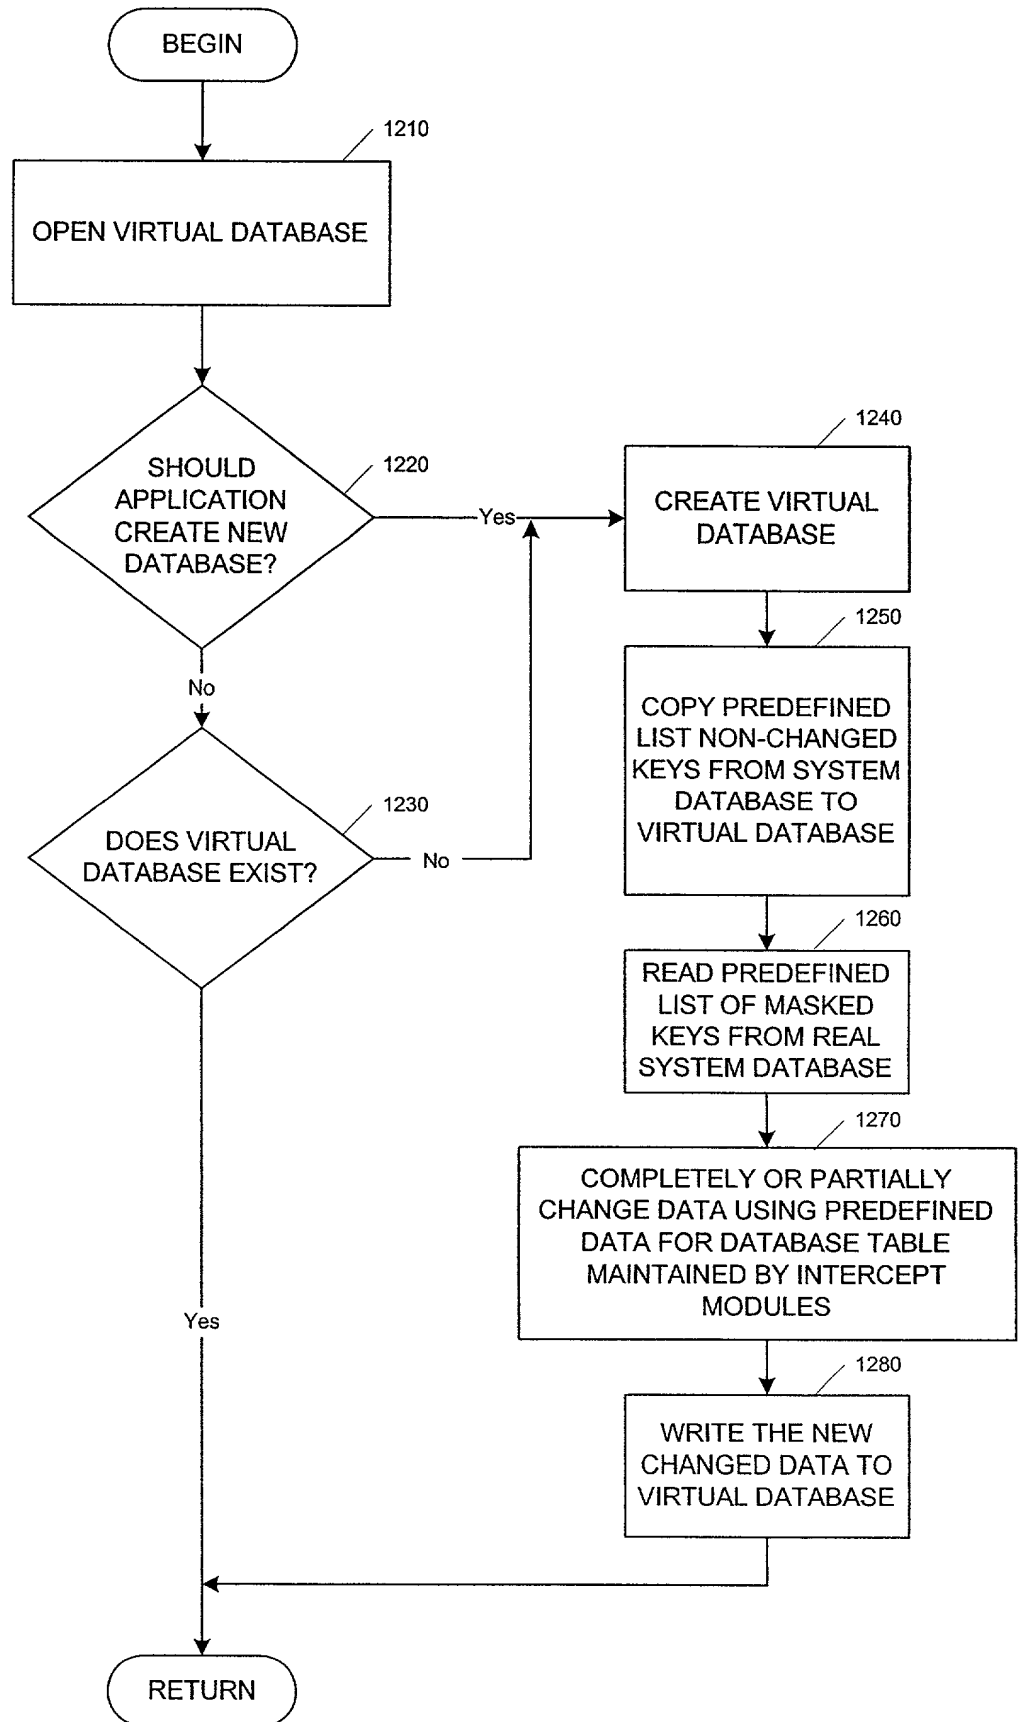 BEGIN
1210
OPEN VIRTUAL DATABASE
1220
SHOULD
APPLICATION
CREATE NEW
DATABASE?
Yes
No
1230
DOES VIRTUAL
DATABASE EXIST?
No
Yes
1240
CREATE VIRTUAL
DATABASE
1250
COPY PREDEFINED
LIST NON-CHANGED
KEYS FROM SYSTEM
DATABASE TO
VIRTUAL DATABASE
1260
READ PREDEFINED
LIST OF MASKED
KEYS FROM REAL
SYSTEM DATABASE
1270
COMPLETELY OR PARTIALLY
CHANGE DATA USING PREDEFINED
DATA FOR DATABASE TABLE
MAINTAINED BY INTERCEPT
MODULES
1280
WRITE THE NEW
CHANGED DATA TO
VIRTUAL DATABASE
RETURN